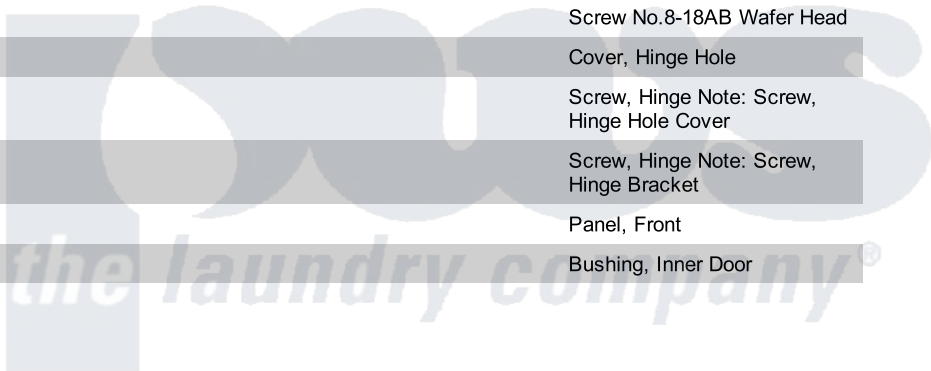 Screw No.8-18AB Wafer Head
Cover, Hinge Hole
Screw, Hinge Note: Screw,
Hinge Hole Cover
Screw, Hinge Note: Screw,
Hinge Bracket
Panel, Front
Bushing, Inner Door
the laundry company®